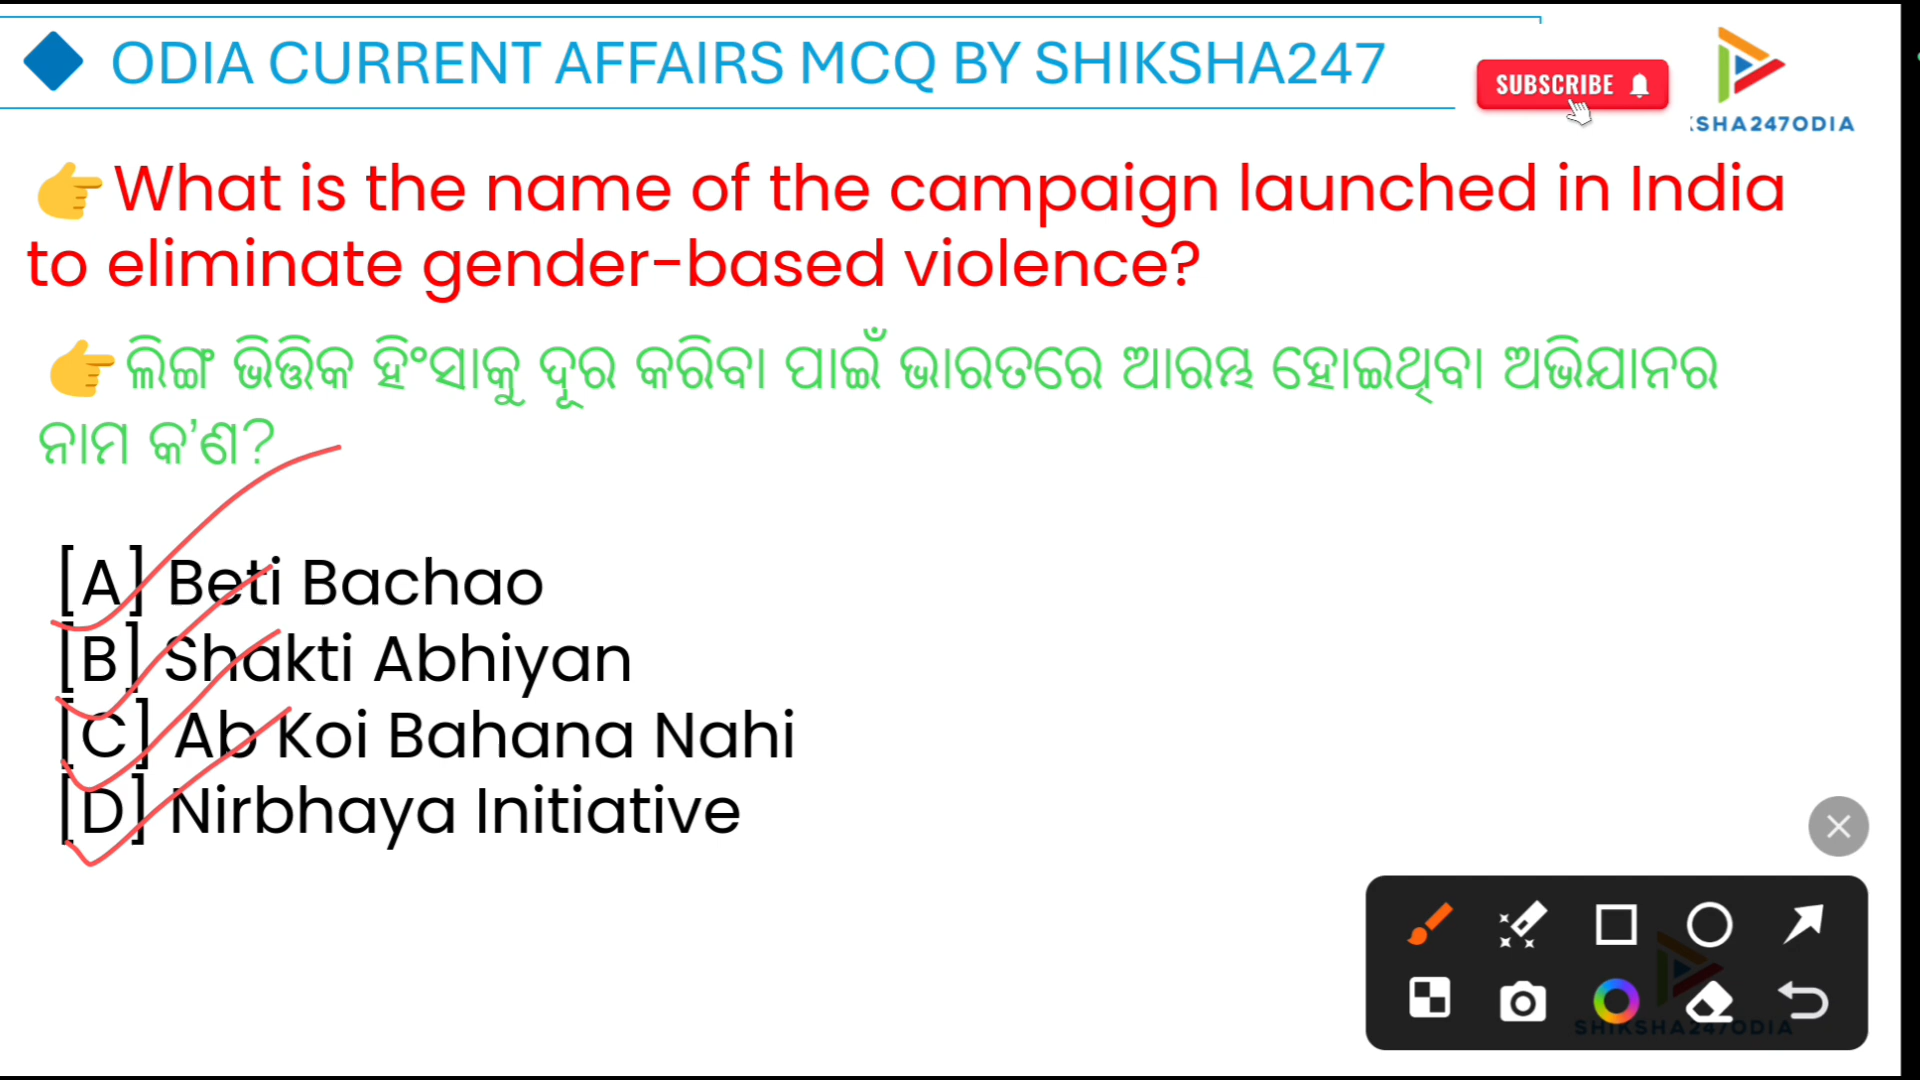 ODIA CURRENT AFFAIRS MCQ BY SHIKSHA247
SUBSCRIBE
SHA247ODIA
👉What is the name of the campaign launched in India
to eliminate gender-based violence?
👉ଲିଙ୍ଗ ଭିତ୍ତିକ ହିଂସାକୁ ଦୂର କରିବା ପାଇଁ ଭାରତରେ ଆରମ୍ଭ ହୋଇଥିବା ଅଭିଯାନର
ନାମ କ’ଣ?
[A] Beti Bachao
[B] Shakti Abhiyan
[C] Ab Koi Bahana Nahi
[D] Nirbhaya Initiative
SHIKSHA247ODIA